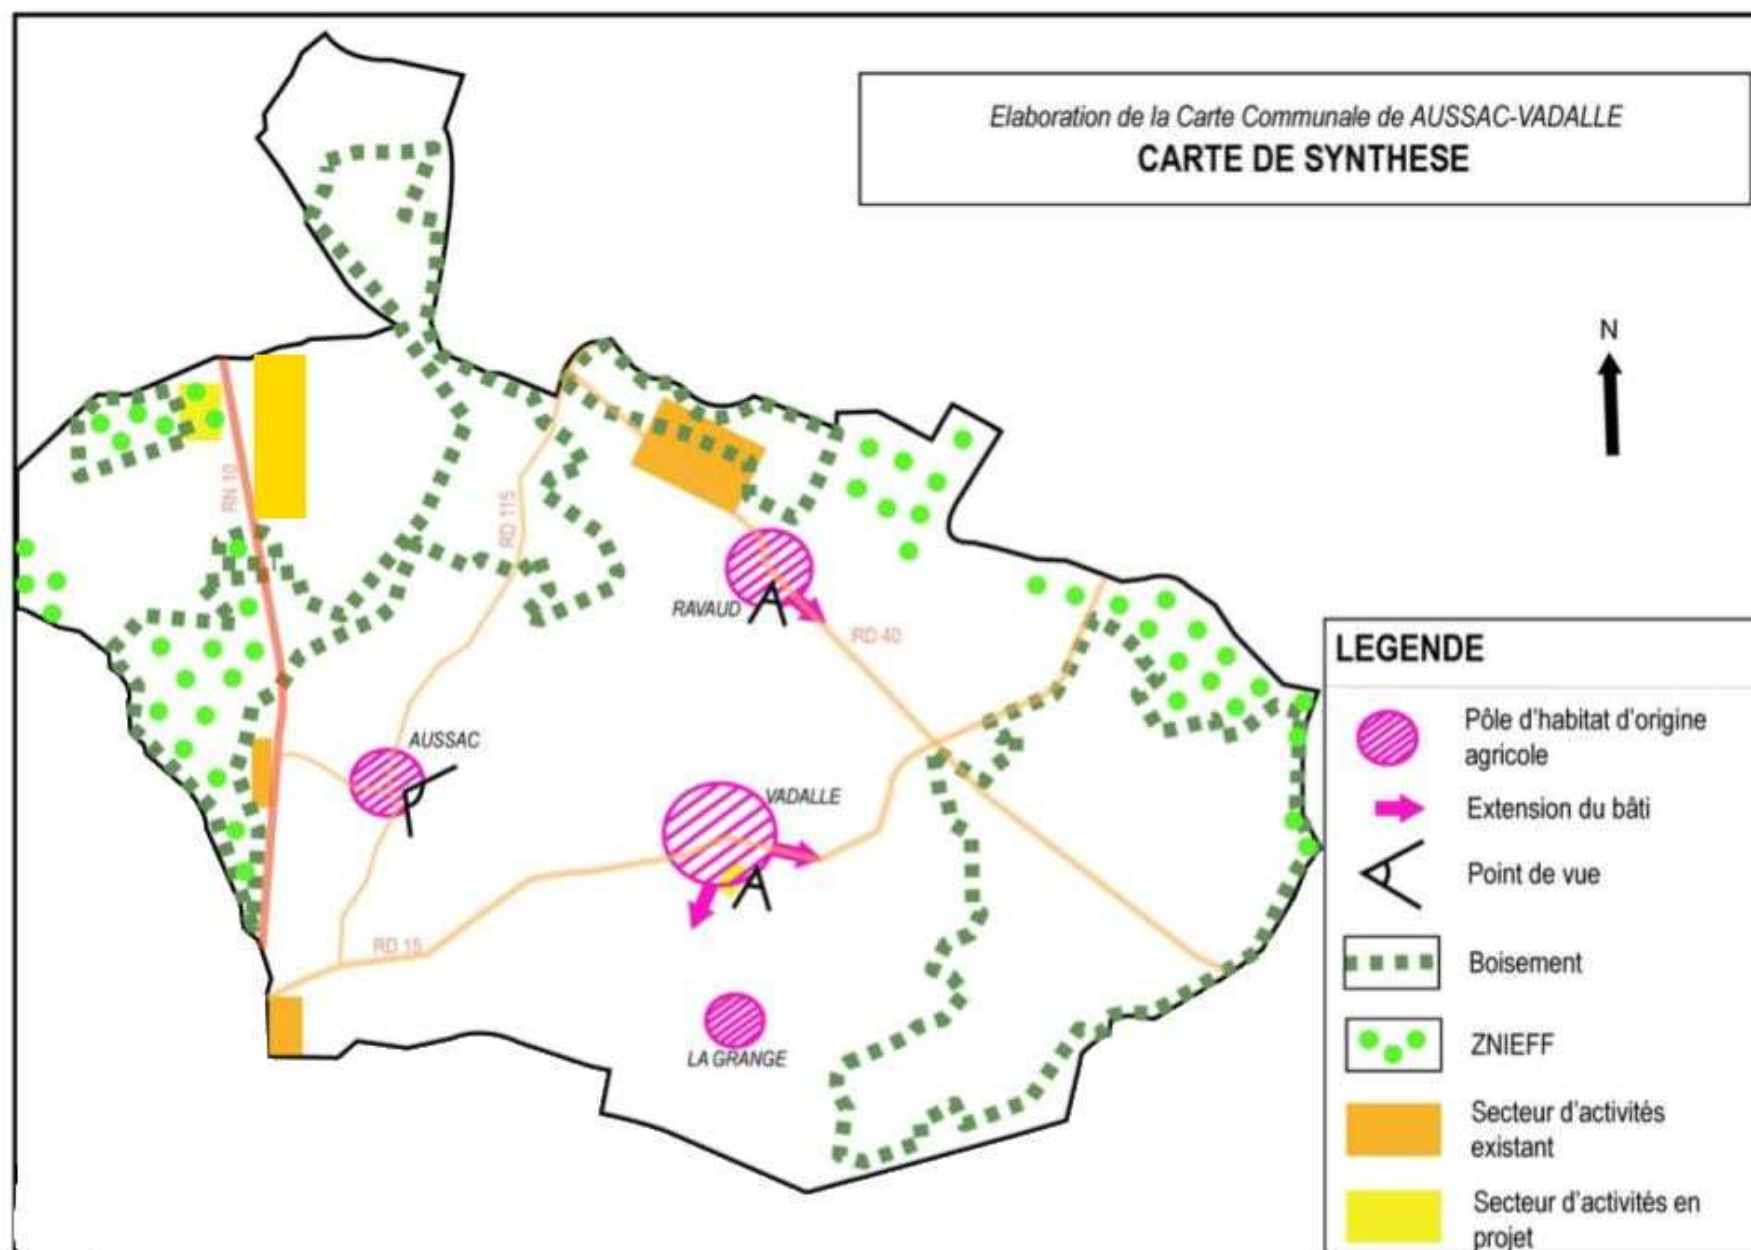 Elaboration de la Carte Communale de AUSSAC-VADALLE
CARTE DE SYNTHESE
N
RN 10
RD 115
RAVAUD
RD 40
AUSSAC
VADALLE
RD 15
LA GRANGE
LEGENDE
Pôle d'habitat d'origine
agricole
Extension du bâti
Point de vue
Boisement
ZNIEFF
Secteur d'activités
existant
Secteur d'activités en
projet